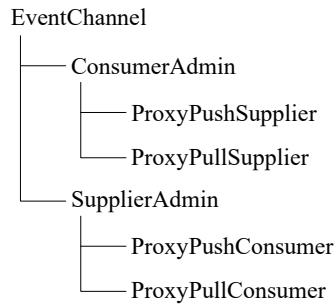 EventChannel
ConsumerAdmin
ProxyPushSupplier
ProxyPullSupplier
SupplierAdmin
ProxyPushConsumer
ProxyPullConsumer